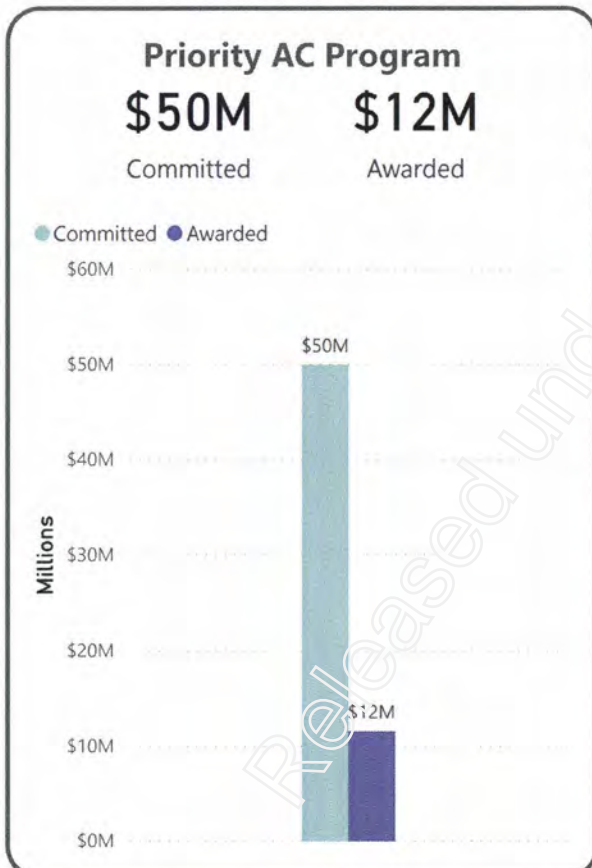 Priority AC Program
$50M $12M
Committed Awarded
Committed Awarded
$60M
$50M
$50M
$40M
Millions
$30M
$20M
$12M
$10M
$0M
Released und